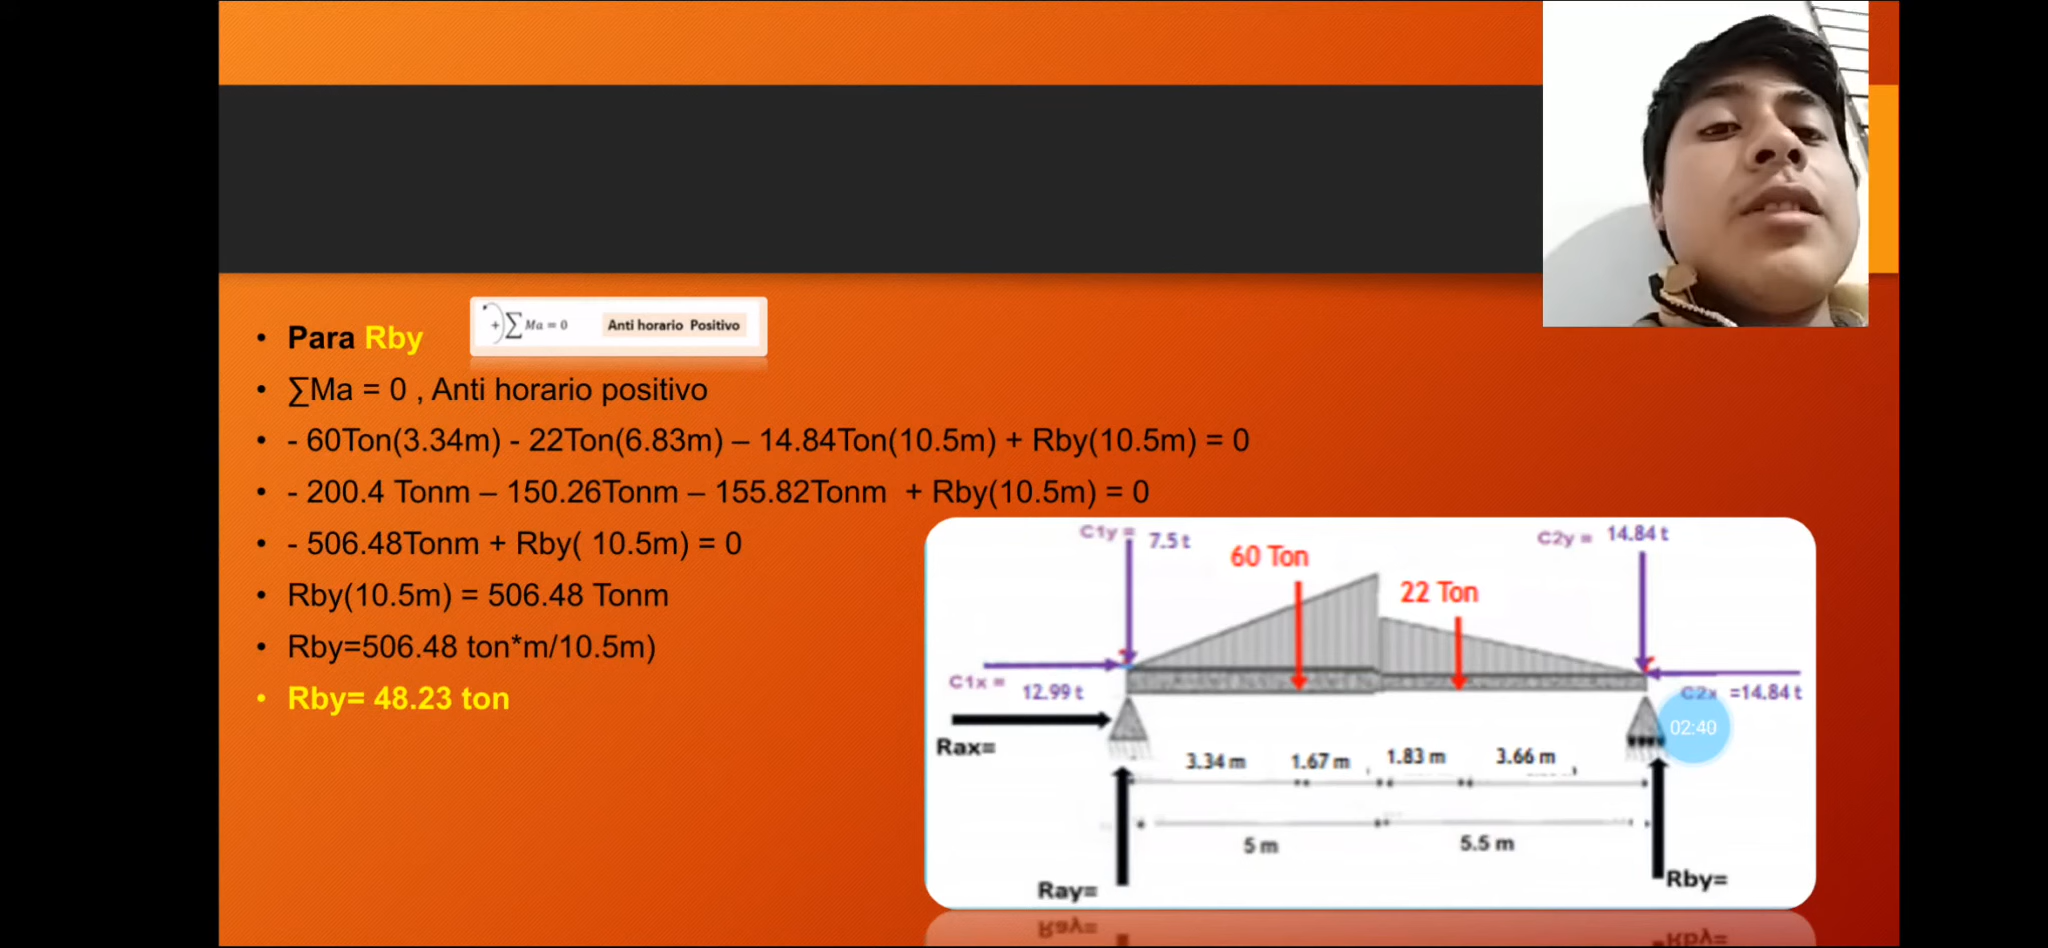 Para Rby
+) ∑ Ma = 0 Anti horario Positivo
∑Ma = 0 , Anti horario positivo
- 60Ton(3.34m) - 22Ton(6.83m) – 14.84Ton(10.5m) + Rby(10.5m) = 0
- 200.4 Tonm – 150.26Tonm – 155.82Tonm + Rby(10.5m) = 0
- 506.48Tonm + Rby( 10.5m) = 0
Rby(10.5m) = 506.48 Tonm
Rby=506.48 ton*m/10.5m)
Rby= 48.23 ton
C1y = 7.5 t
60 Ton
22 Ton
C2y = 14.84 t
C1x = 12.99 t
C2x =14.84 t
02:40
Rax=
3.34 m 1.67 m 1.83 m 3.66 m
5 m 5.5 m
Ray= Rby=